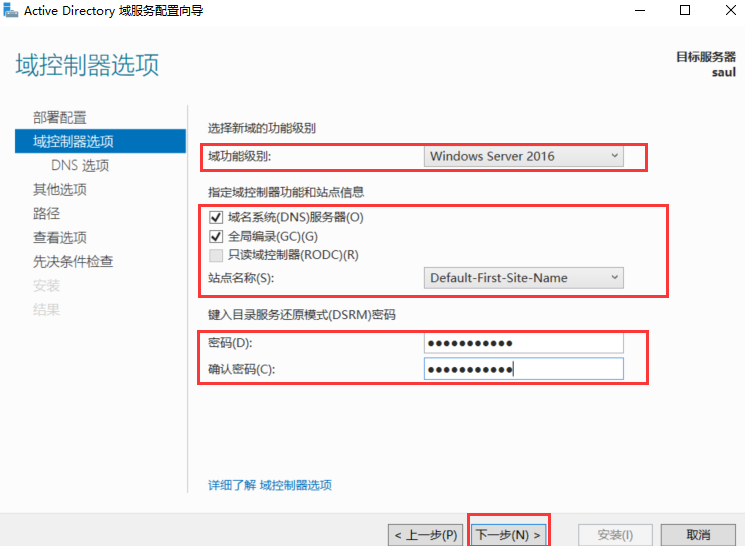 Active Directory 域服务配置向导
域控制器选项
目标服务器
saul
部署配置
域控制器选项
DNS 选项
其他选项
路径
查看选项
先决条件检查
安装
结果
选择新域的功能级别
域功能级别: Windows Server 2016
指定域控制器功能和站点信息
域名系统(DNS)服务器(O)
全局编录(GC)(G)
只读域控制器(RODC)(R)
站点名称(S): Default-First-Site-Name
键入目录服务还原模式(DSRM)密码
密码(D): ●●●●●●●●●●●
确认密码(C): ●●●●●●●●●●●
详细了解 域控制器选项
< 上一步(P) 下一步(N) > 安装(I) 取消